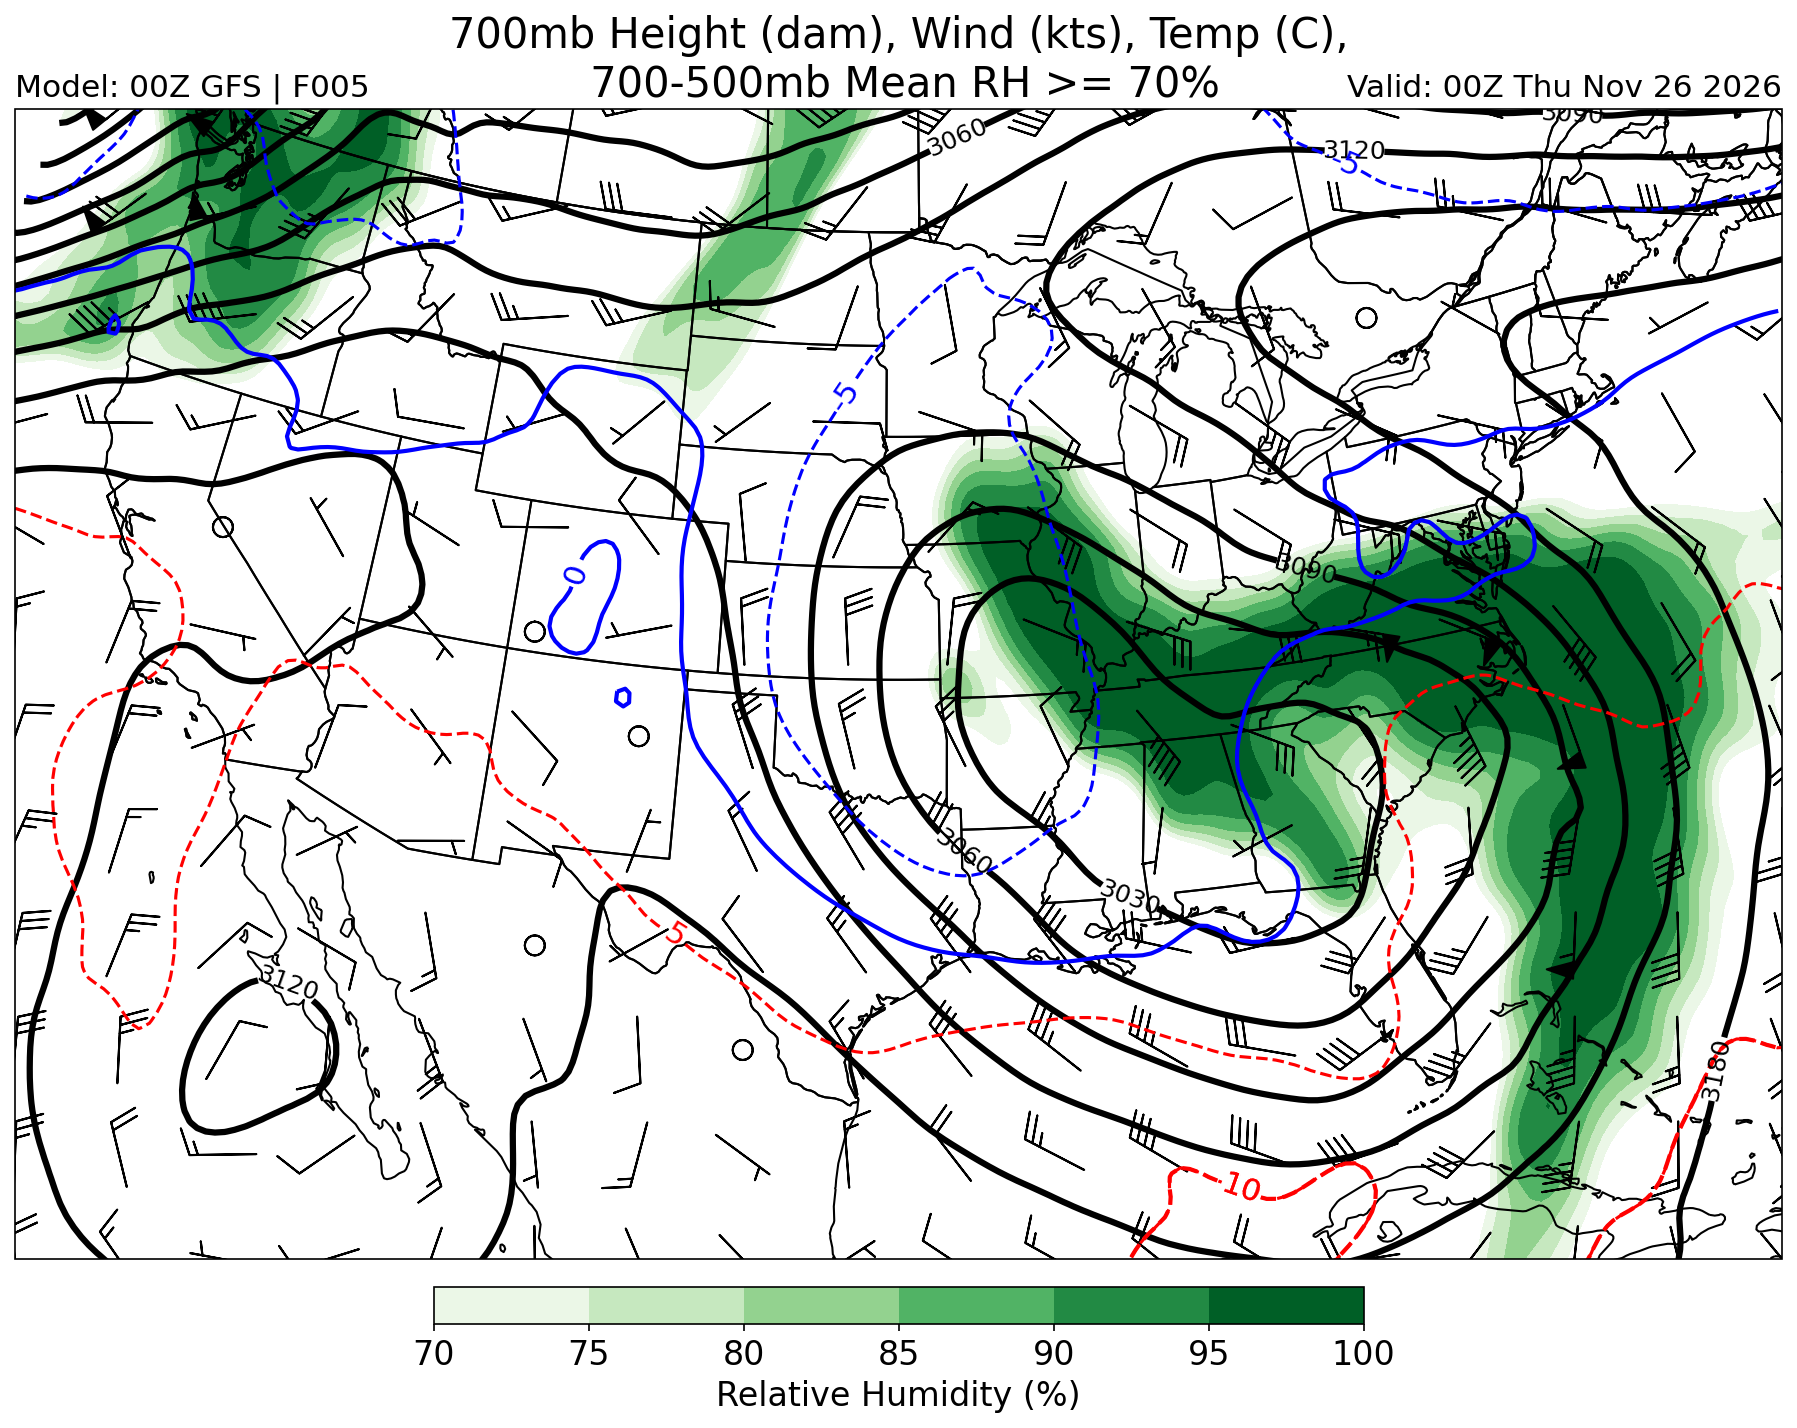 700mb Height (dam), Wind (kts), Temp (C),
700-500mb Mean RH >= 70%
Model: 00Z GFS | F005
Valid: 00Z Thu Nov 26 2026
3090
3060
3120
5
5
3090
0
3060
3030
5
3120
3180
10
70 75 80 85 90 95 100
Relative Humidity (%)